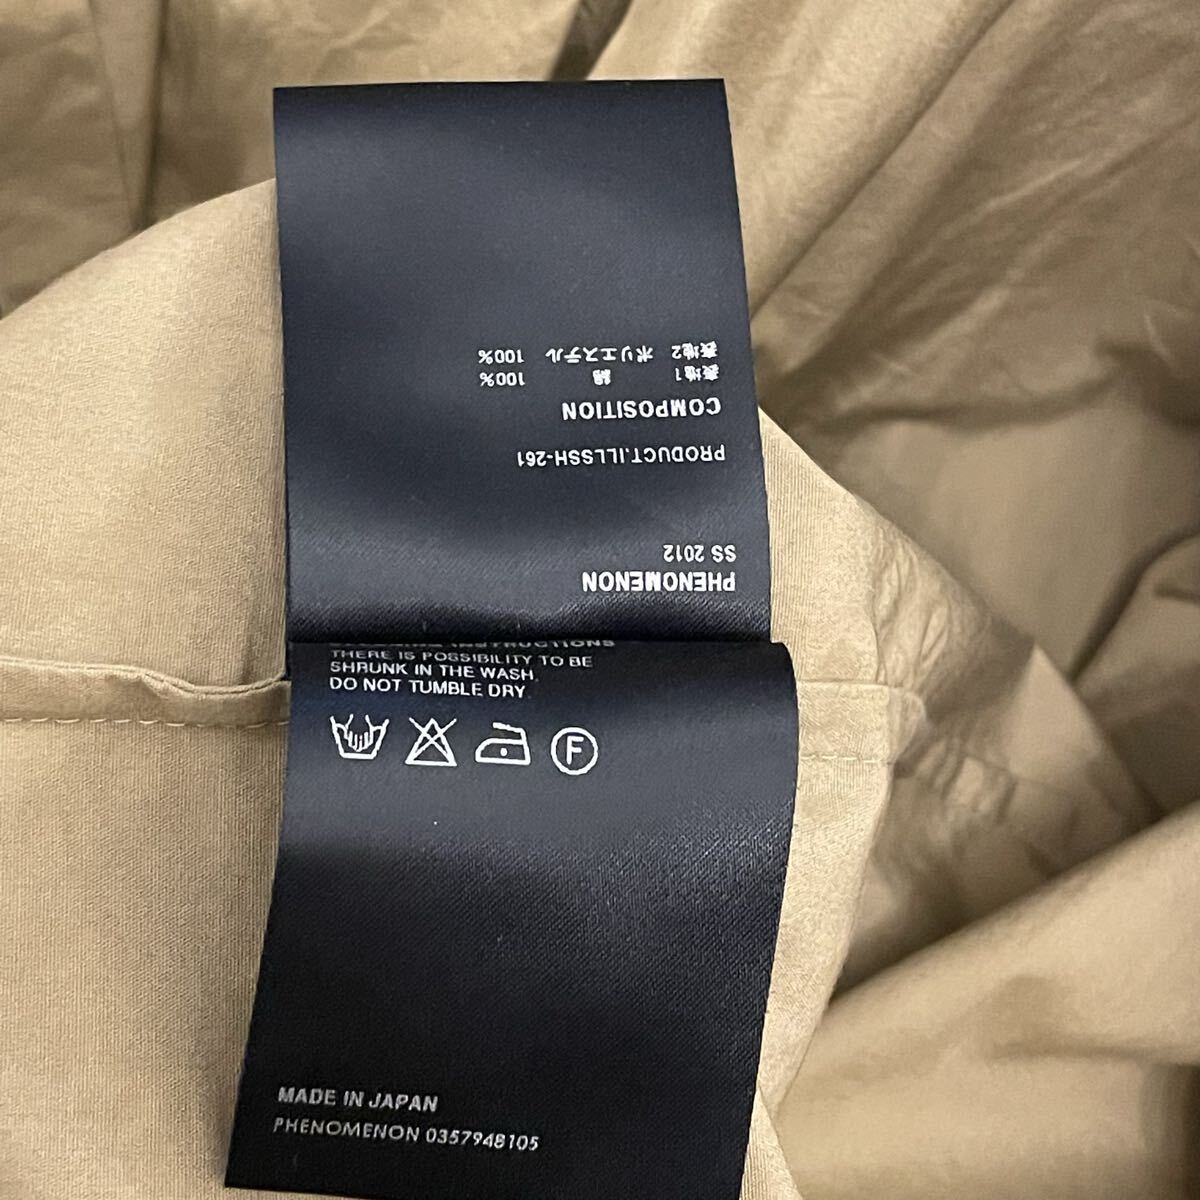 PHENOMENON
SS 2012
PRODUCT.ILLSSH-261
COMPOSITION
表地1 綿 100%
表地2 ポリエステル 100%
INSTRUCTIONS
THERE IS POSSIBILITY TO BE
SHRUNK IN THE WASH.
DO NOT TUMBLE DRY.
F
MADE IN JAPAN
PHENOMENON 0357948105